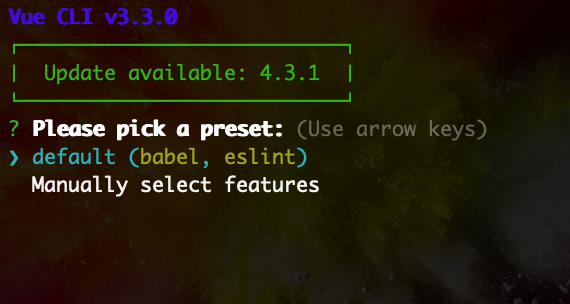 Vue CLI v3.3.0
Update available: 4.3.1
? Please pick a preset: (Use arrow keys)
❯ default (babel, eslint)
Manually select features